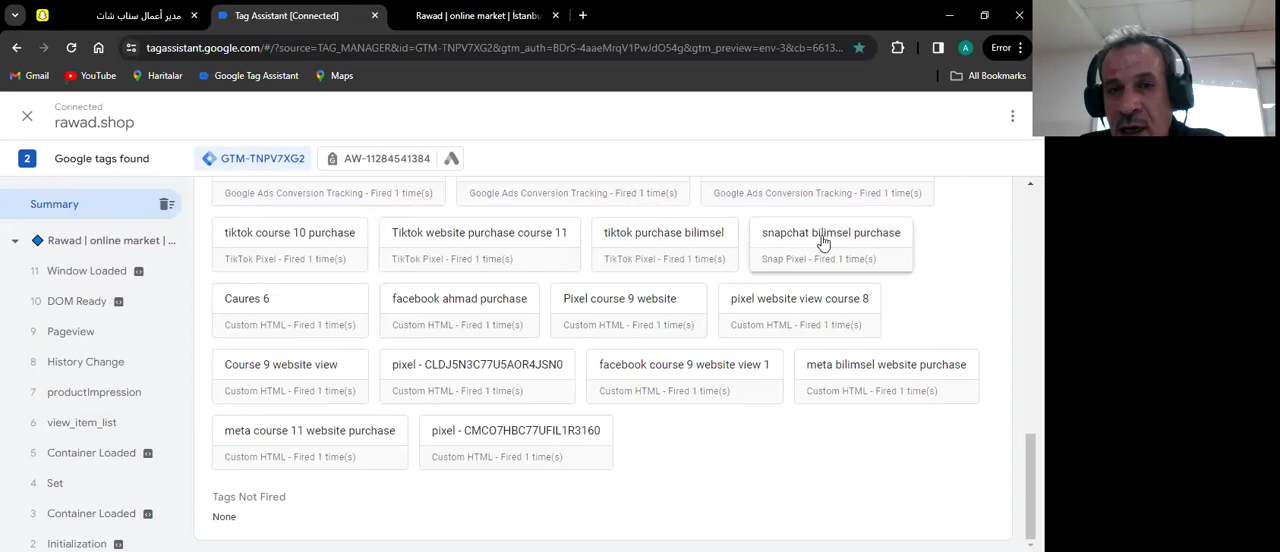 مدير أعمال سناب شات
Tag Assistant [Connected]
Rawad | online market | İstanbu
tagassistant.google.com/#/?source=TAG_MANAGER&id=GTM-TNPV7XG2&gtm_auth=BDrS-4aaeMrqV1PwJdO54g&gtm_preview=env-3&cb=6613...
Error
Gmail
YouTube
Haritalar
Google Tag Assistant
Maps
All Bookmarks
Connected
rawad.shop
2 Google tags found
GTM-TNPV7XG2
AW-11284541384
Summary
Rawad | online market | ...
11 Window Loaded
10 DOM Ready
9 Pageview
8 History Change
7 productImpression
6 view_item_list
5 Container Loaded
4 Set
3 Container Loaded
2 Initialization
Google Ads Conversion Tracking - Fired 1 time(s)
Google Ads Conversion Tracking - Fired 1 time(s)
Google Ads Conversion Tracking - Fired 1 time(s)
tiktok course 10 purchase
TikTok Pixel - Fired 1 time(s)
Tiktok website purchase course 11
TikTok Pixel - Fired 1 time(s)
tiktok purchase bilimsel
TikTok Pixel - Fired 1 time(s)
snapchat bilimsel purchase
Snap Pixel - Fired 1 time(s)
Caures 6
Custom HTML - Fired 1 time(s)
facebook ahmad purchase
Custom HTML - Fired 1 time(s)
Pixel course 9 website
Custom HTML - Fired 1 time(s)
pixel website view course 8
Custom HTML - Fired 1 time(s)
Course 9 website view
Custom HTML - Fired 1 time(s)
pixel - CLDJ5N3C77U5AOR4JSN0
Custom HTML - Fired 1 time(s)
facebook course 9 website view 1
Custom HTML - Fired 1 time(s)
meta bilimsel website purchase
Custom HTML - Fired 1 time(s)
meta course 11 website purchase
Custom HTML - Fired 1 time(s)
pixel - CMCO7HBC77UFIL1R3160
Custom HTML - Fired 1 time(s)
Tags Not Fired
None